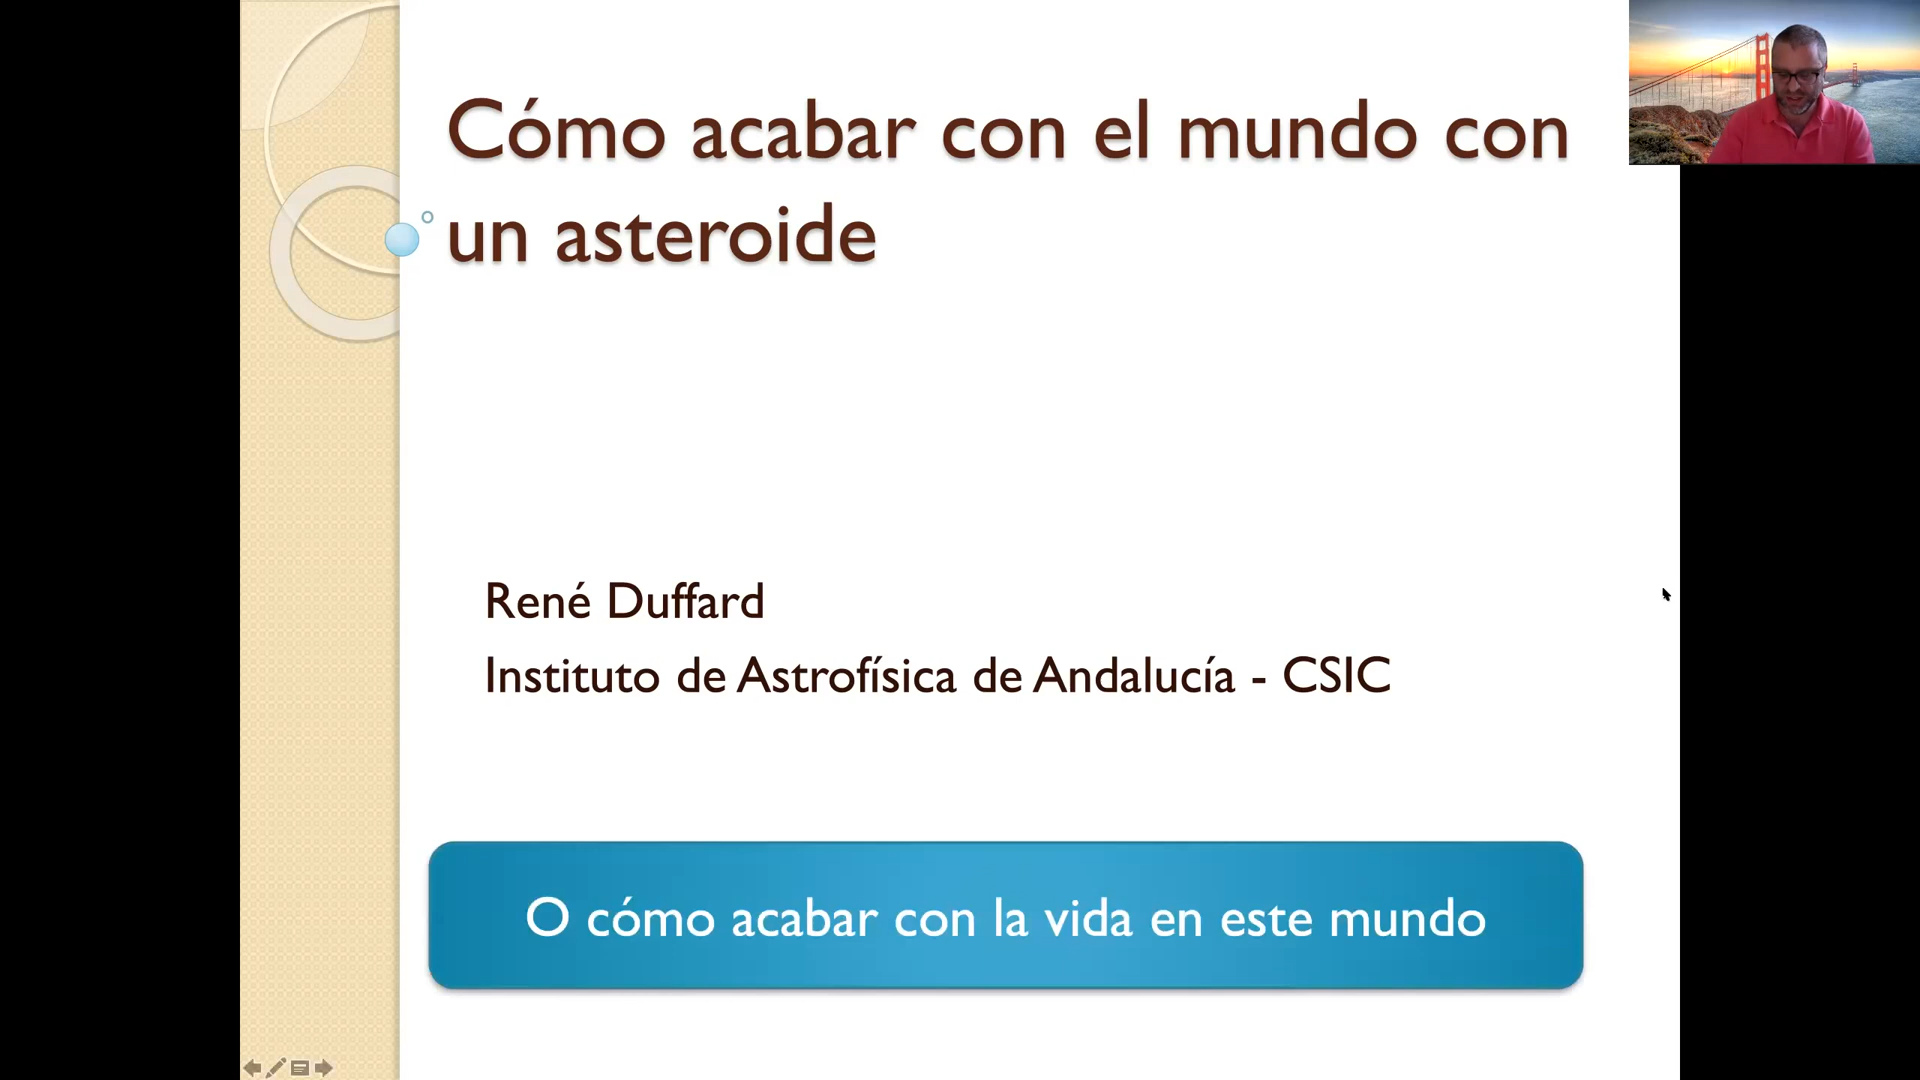 Cómo acabar con el mundo con
un asteroide
René Duffard
Instituto de Astrofísica de Andalucía - CSIC
O cómo acabar con la vida en este mundo